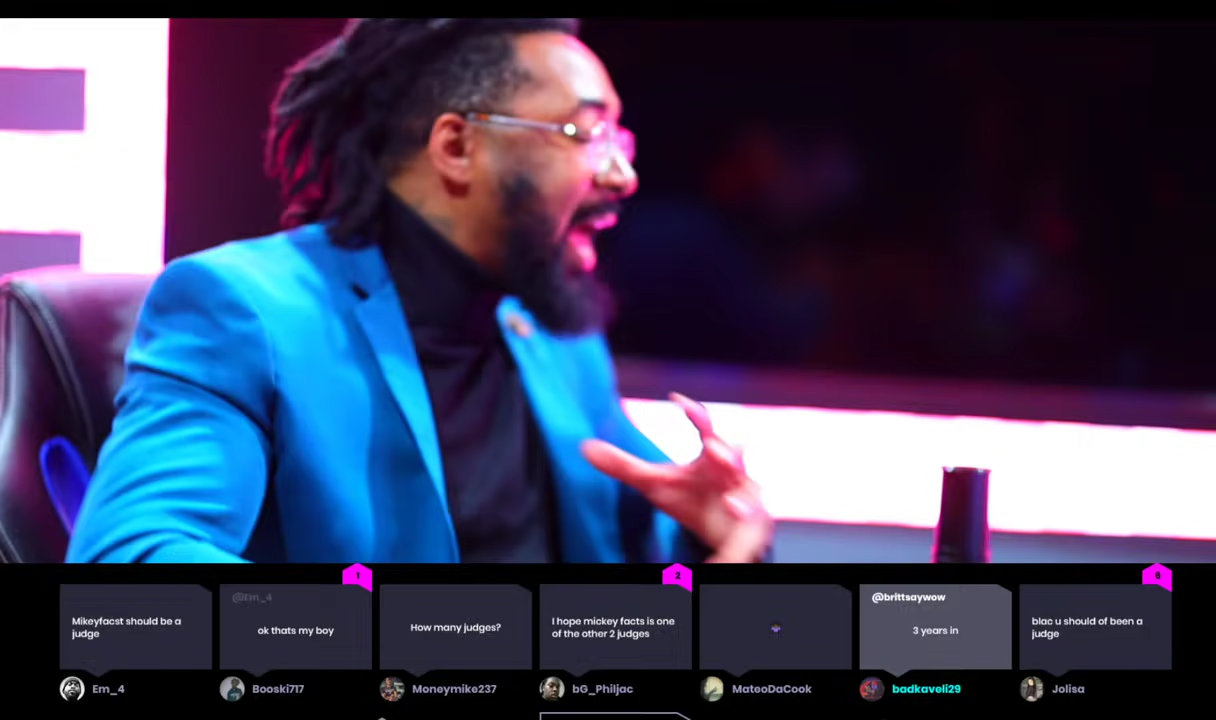 1
2
6
Mikeyfacst should be a
judge
@Em_4
ok thats my boy
How many judges?
I hope mickey facts is one
of the other 2 judges
@brittsaywow
3 years in
blac u should of been a
judge
Em_4
Booski717
Moneymike237
bG_Philjac
MateoDaCook
badkaveli29
Jolisa